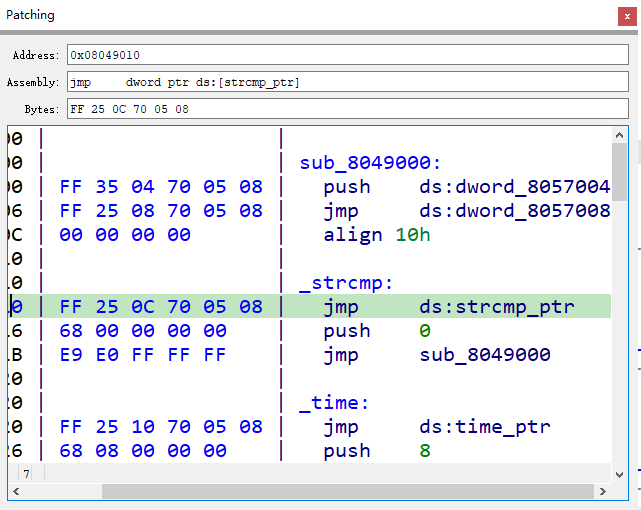 Patching
x
Address: 0x08049010
Assembly: jmp dword ptr ds:[strcmp_ptr]
Bytes: FF 25 0C 70 05 08
00 | |
00 | | sub_8049000:
00 | FF 35 04 70 05 08 | push ds:dword_8057004
06 | FF 25 08 70 05 08 | jmp ds:dword_8057008
0C | 00 00 00 00 | align 10h
10 | |
10 | | _strcmp:
10 | FF 25 0C 70 05 08 | jmp ds:strcmp_ptr
16 | 68 00 00 00 00 | push 0
1B | E9 E0 FF FF FF | jmp sub_8049000
20 | |
20 | | _time:
20 | FF 25 10 70 05 08 | jmp ds:time_ptr
26 | 68 08 00 00 00 | push 8
7